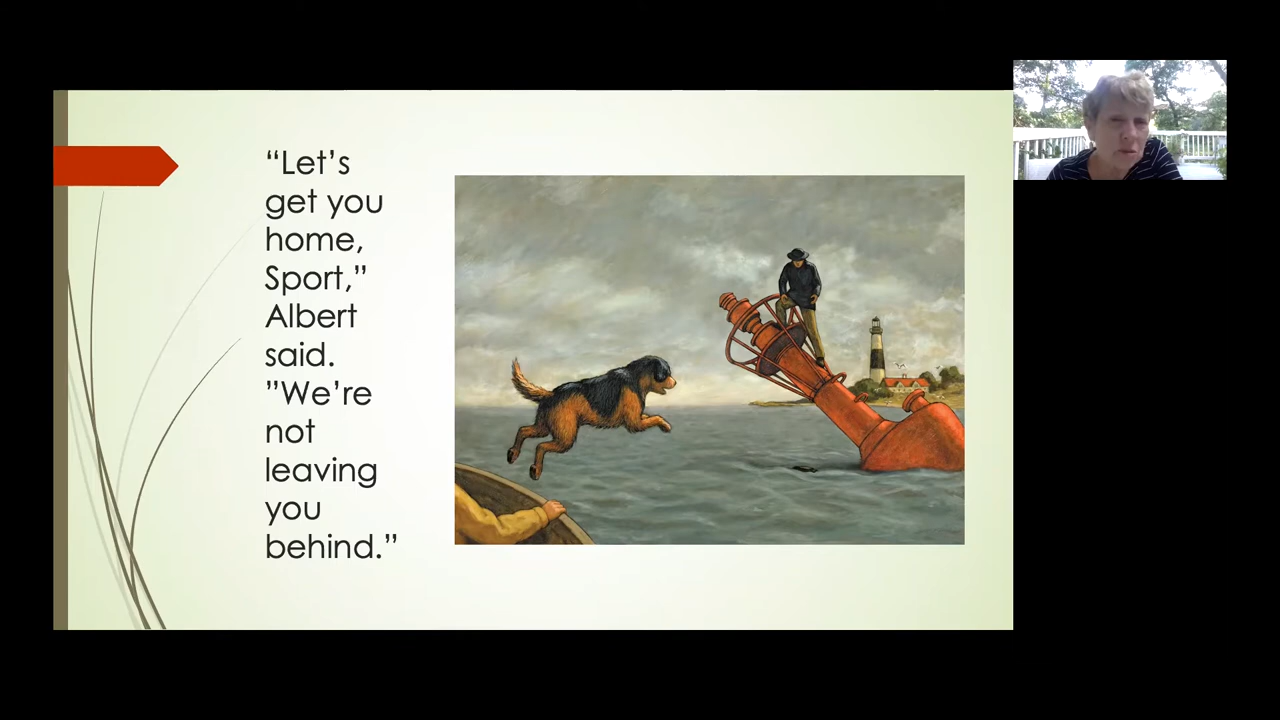 “Let’s
get you
home,
Sport,”
Albert
said.
”We’re
not
leaving
you
behind.”